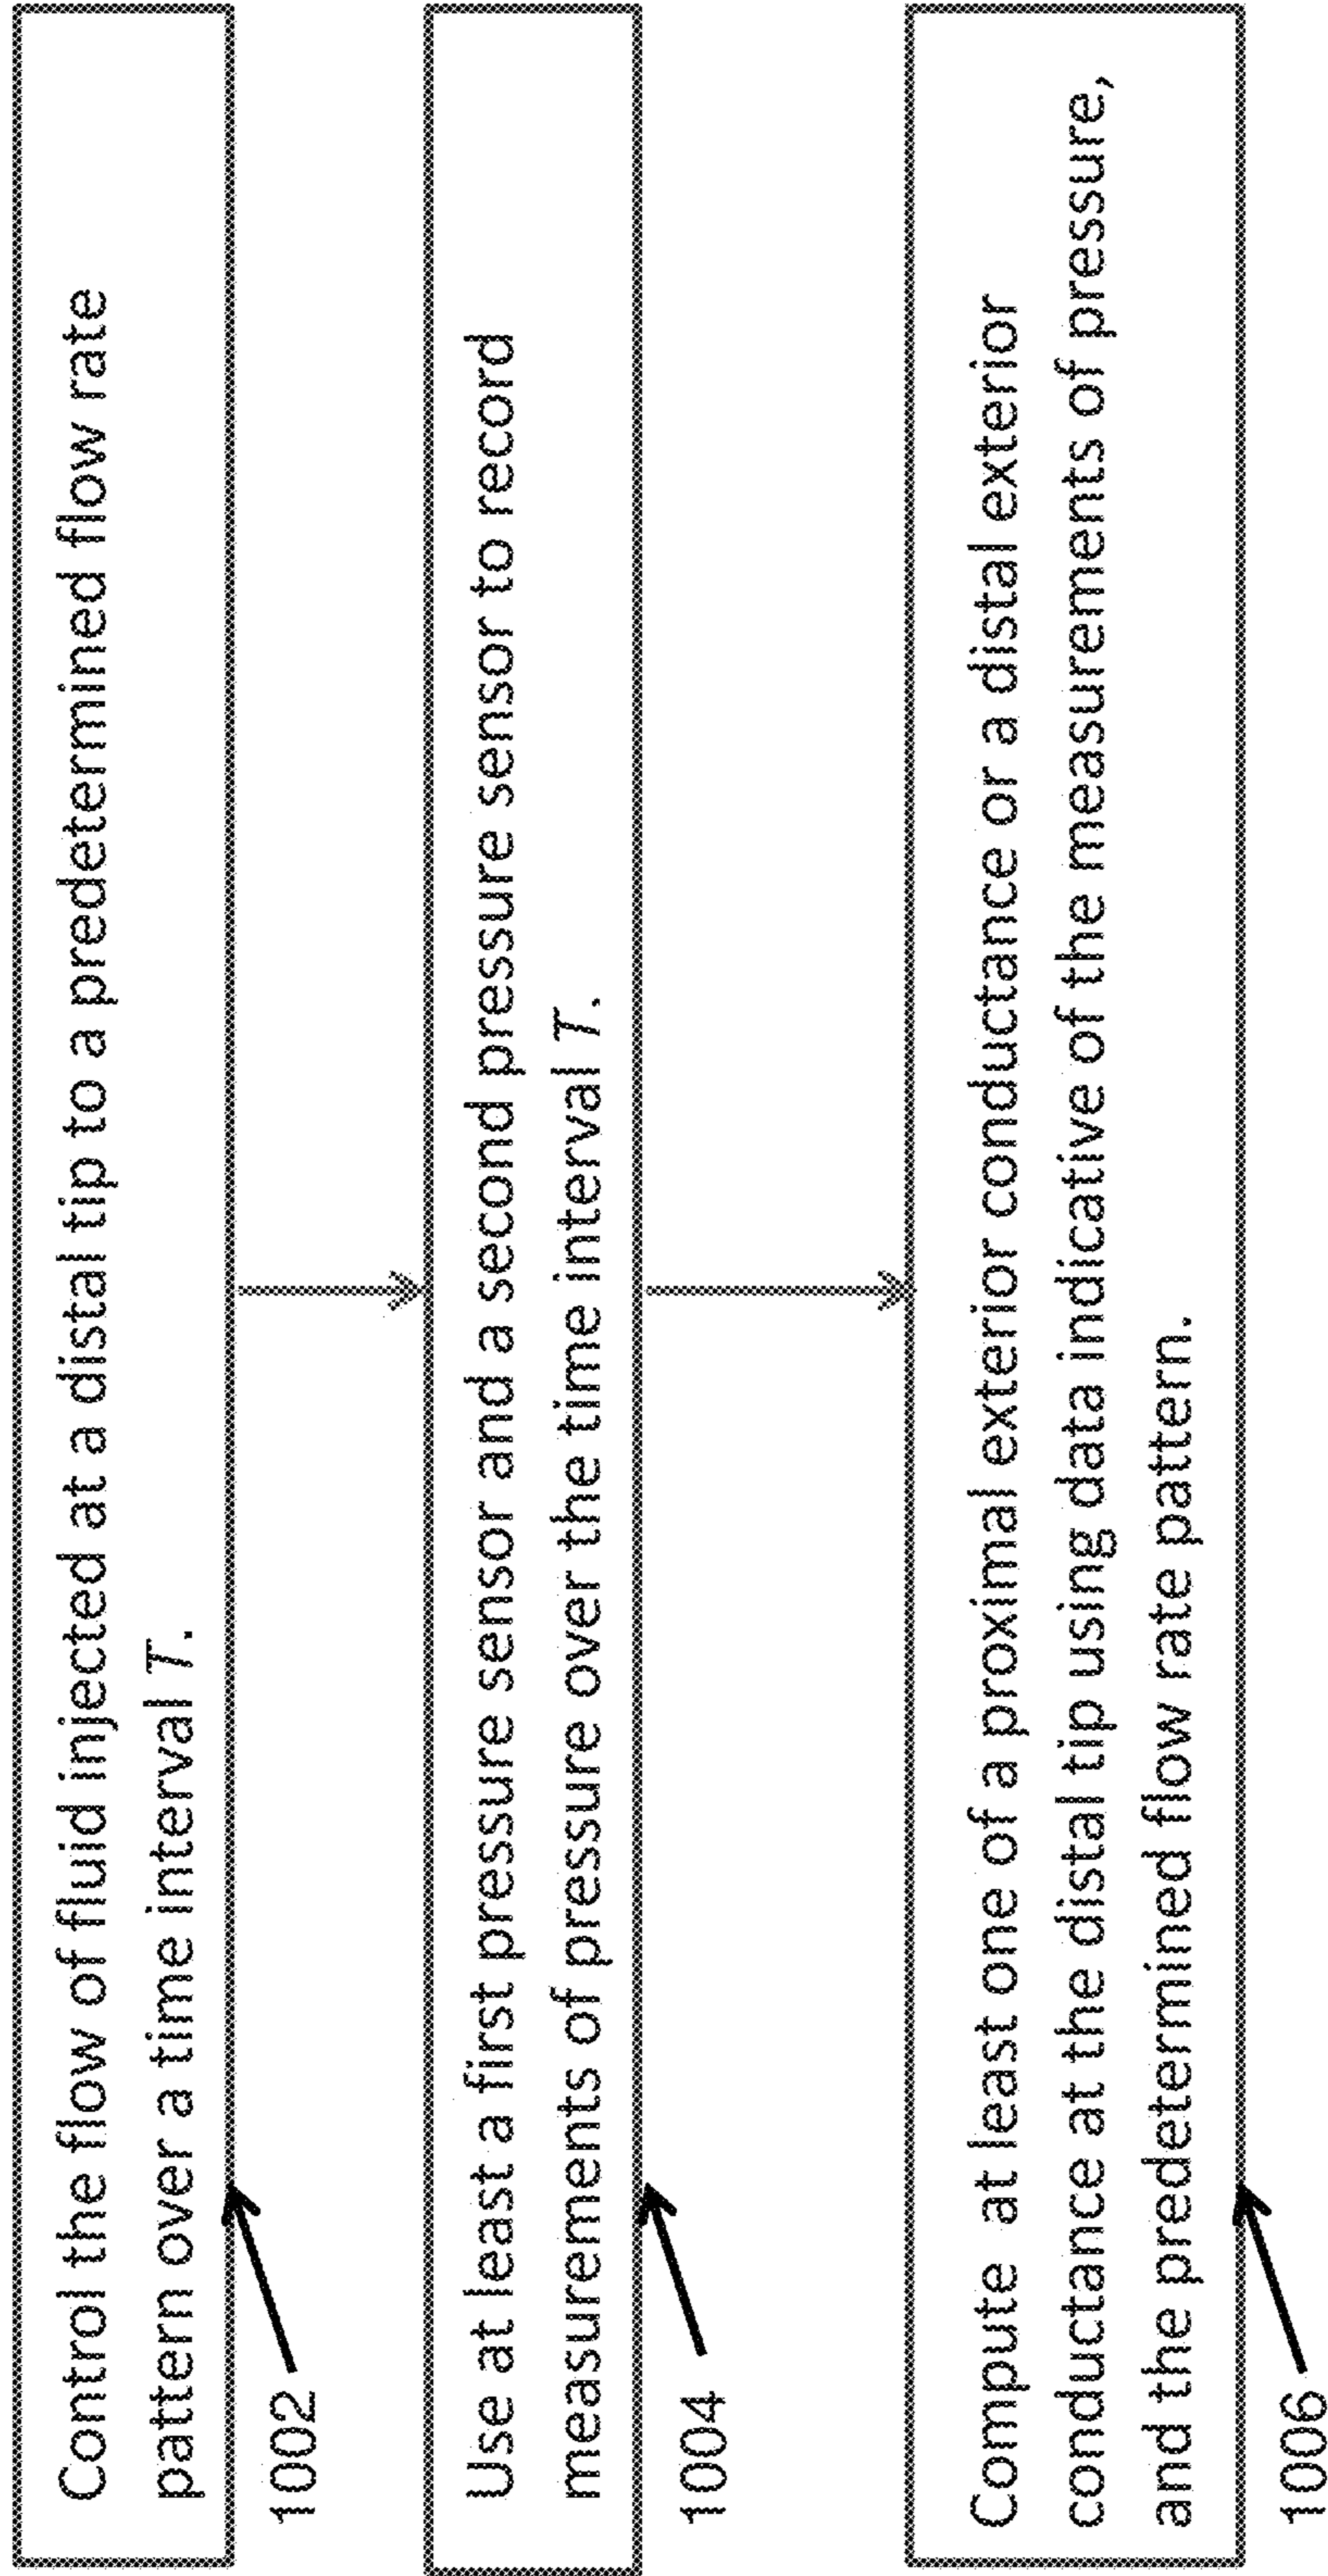 Control the flow of fluid injected at a distal tip to a predetermined flow rate
pattern over a time interval T.
1002
Use at least a first pressure sensor and a second pressure sensor to record
measurements of pressure over the time interval T.
1004
Compute at least one of a proximal exterior conductance or a distal exterior
conductance at the distal tip using data indicative of the measurements of pressure,
and the predetermined flow rate pattern.
1006